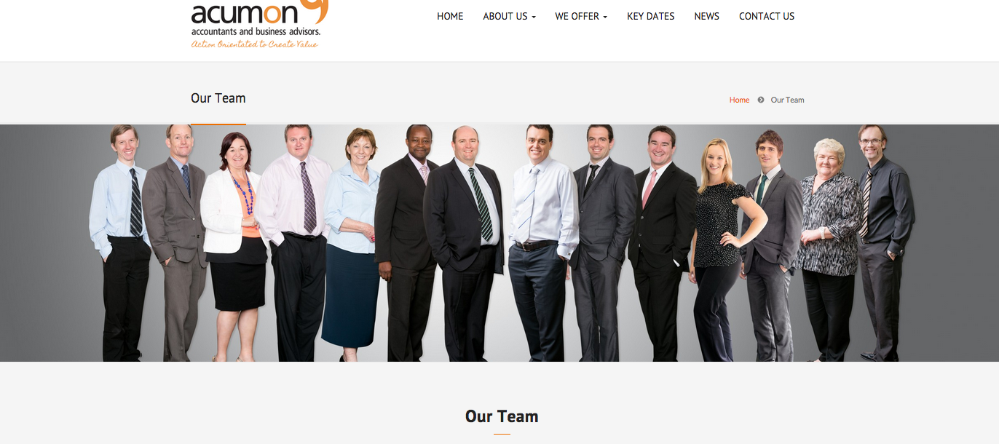 acumon
accountants and business advisors.
Action Orientated to Create Value
HOME ABOUT US WE OFFER KEY DATES NEWS CONTACT US
Our Team
Home Our Team
Our Team